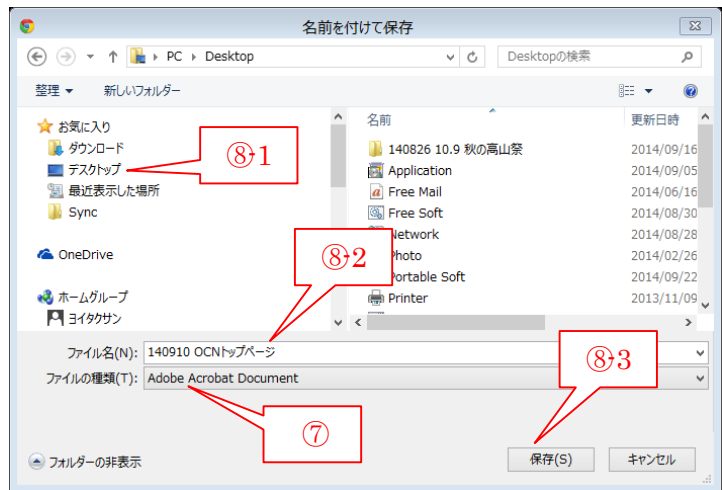 名前を付けて保存
PC Desktop
Desktopの検索
整理 新しいフォルダー
お気に入り
ダウンロード
デスクトップ
最近表示した場所
Sync
OneDrive
ホームグループ
ヨイタクサン
名前 更新日時
140826 10.9 秋の高山祭 2014/09/16
Application 2014/09/05
Free Mail 2014/06/16
Free Soft 2014/08/30
Network 2014/08/28
Photo 2014/02/26
Portable Soft 2014/09/22
Printer 2013/11/09
⑧-1
⑧-2
ファイル名(N): 140910 OCNトップページ
ファイルの種類(T): Adobe Acrobat Document
⑧-3
⑦
フォルダーの非表示
保存(S) キャンセル